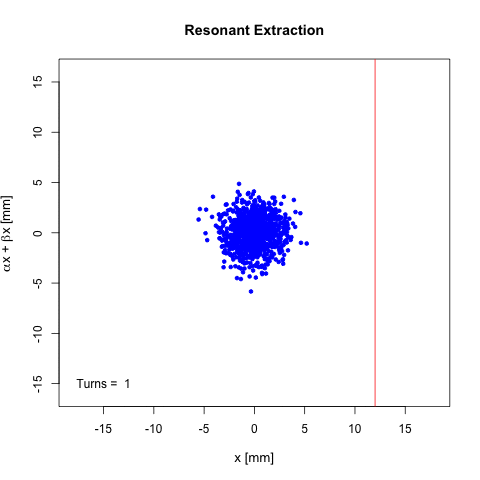 Resonant Extraction
αx + βx [mm]
15
10
5
0
-5
-10
-15
Turns = 1
-15 -10 -5 0 5 10 15
x [mm]